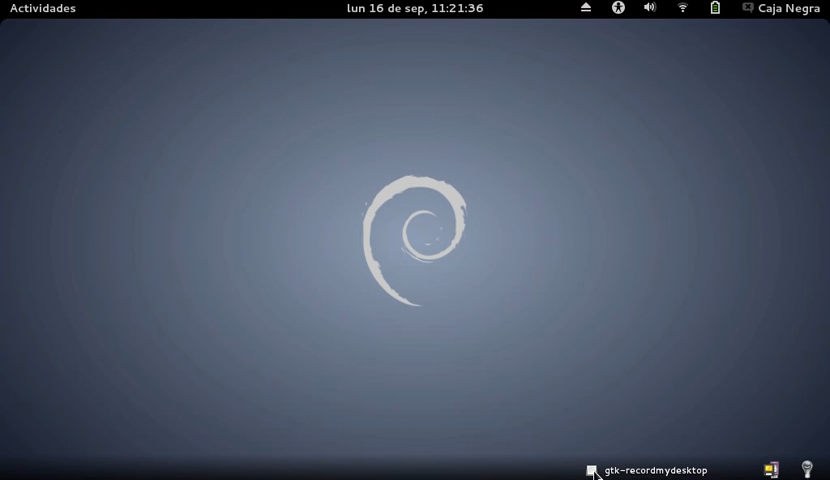 Actividades
lun 16 de sep, 11:21:36
Caja Negra
gtk-recordmydesktop